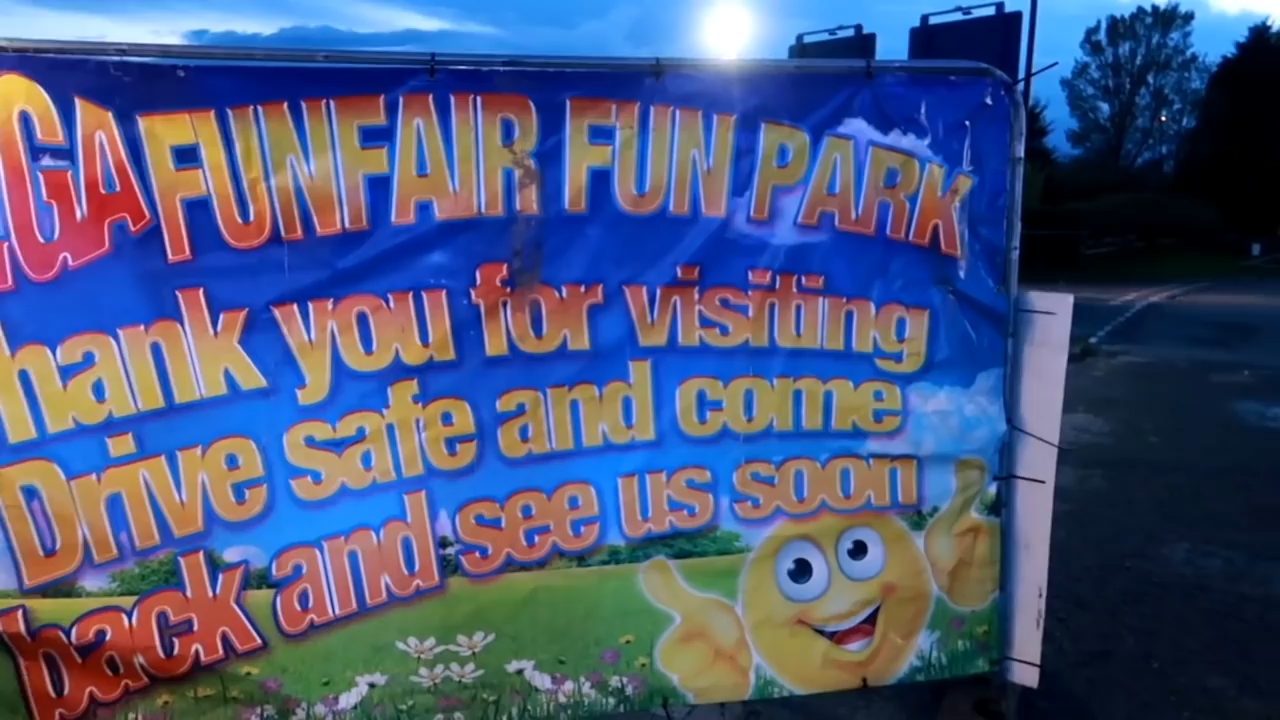 GA FUNFAIR FUN PARK
hank you for visiting
Drive safe and come
back and see us soon